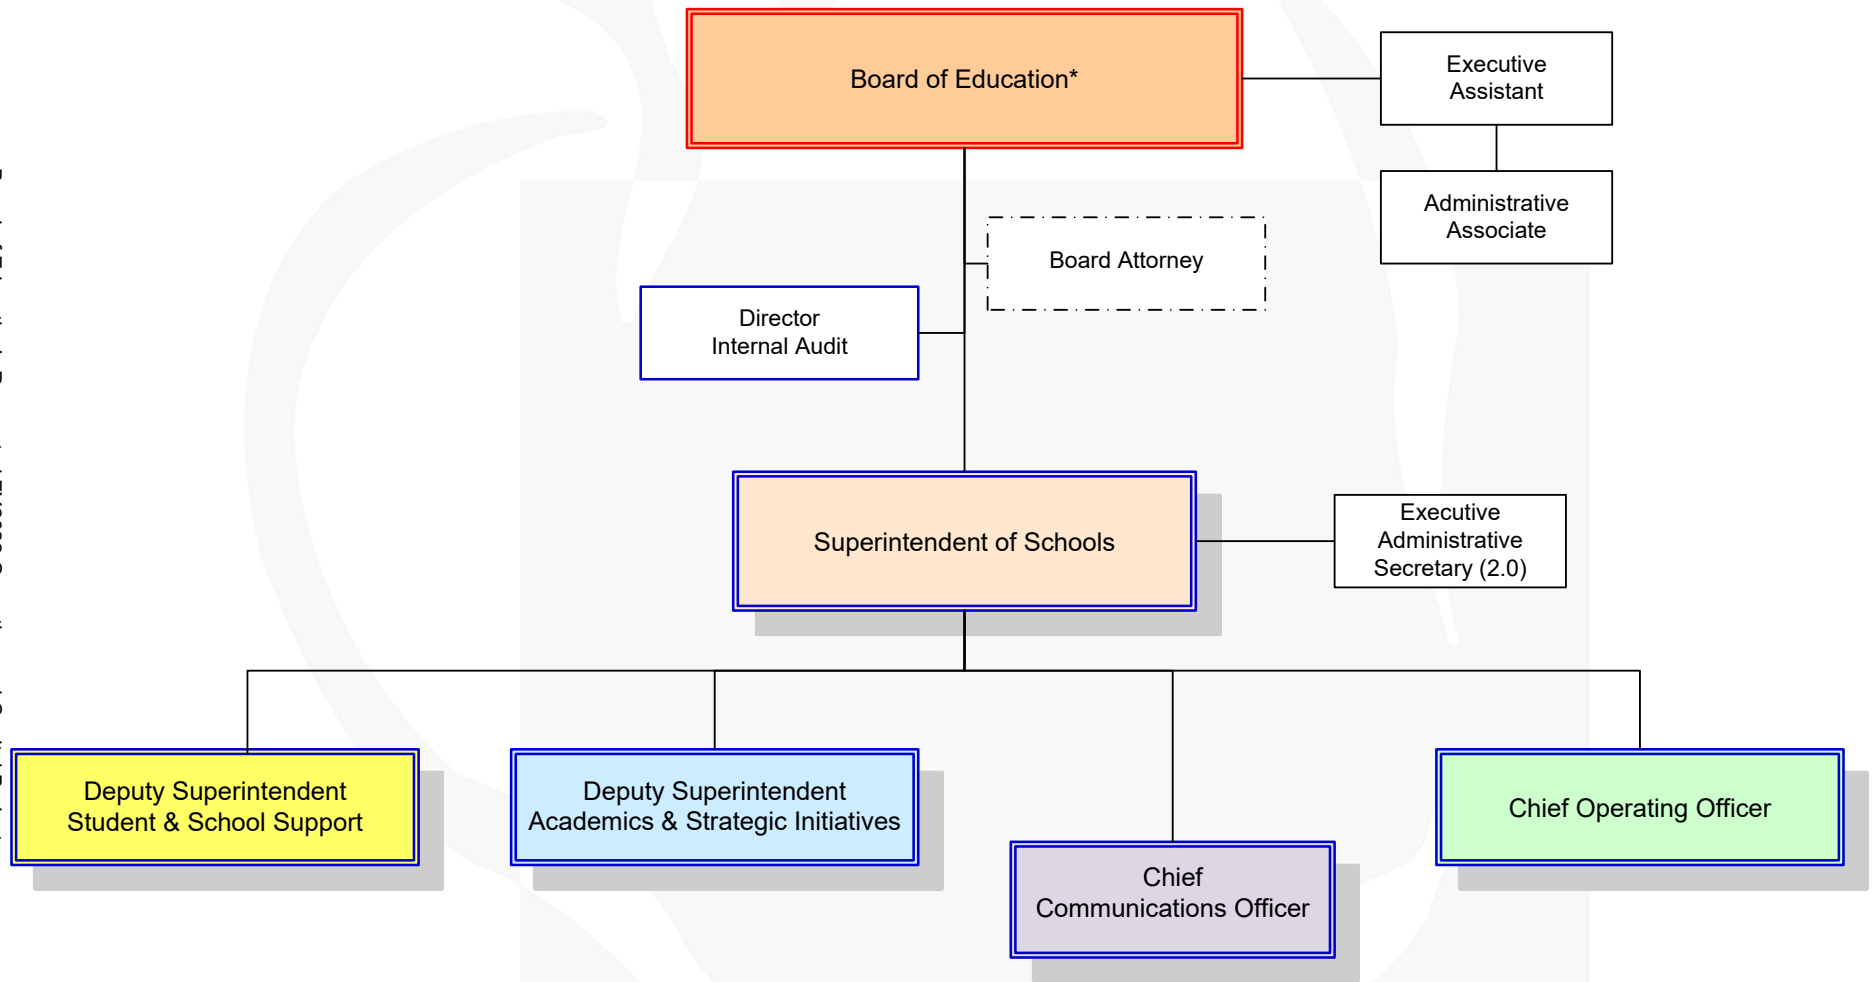 Board of Education*
Executive
Assistant
Administrative
Associate
Board Attorney
Director
Internal Audit
Superintendent of Schools
Executive
Administrative
Secretary (2.0)
Deputy Superintendent
Student & School Support
Deputy Superintendent
Academics & Strategic Initiatives
Chief
Communications Officer
Chief Operating Officer